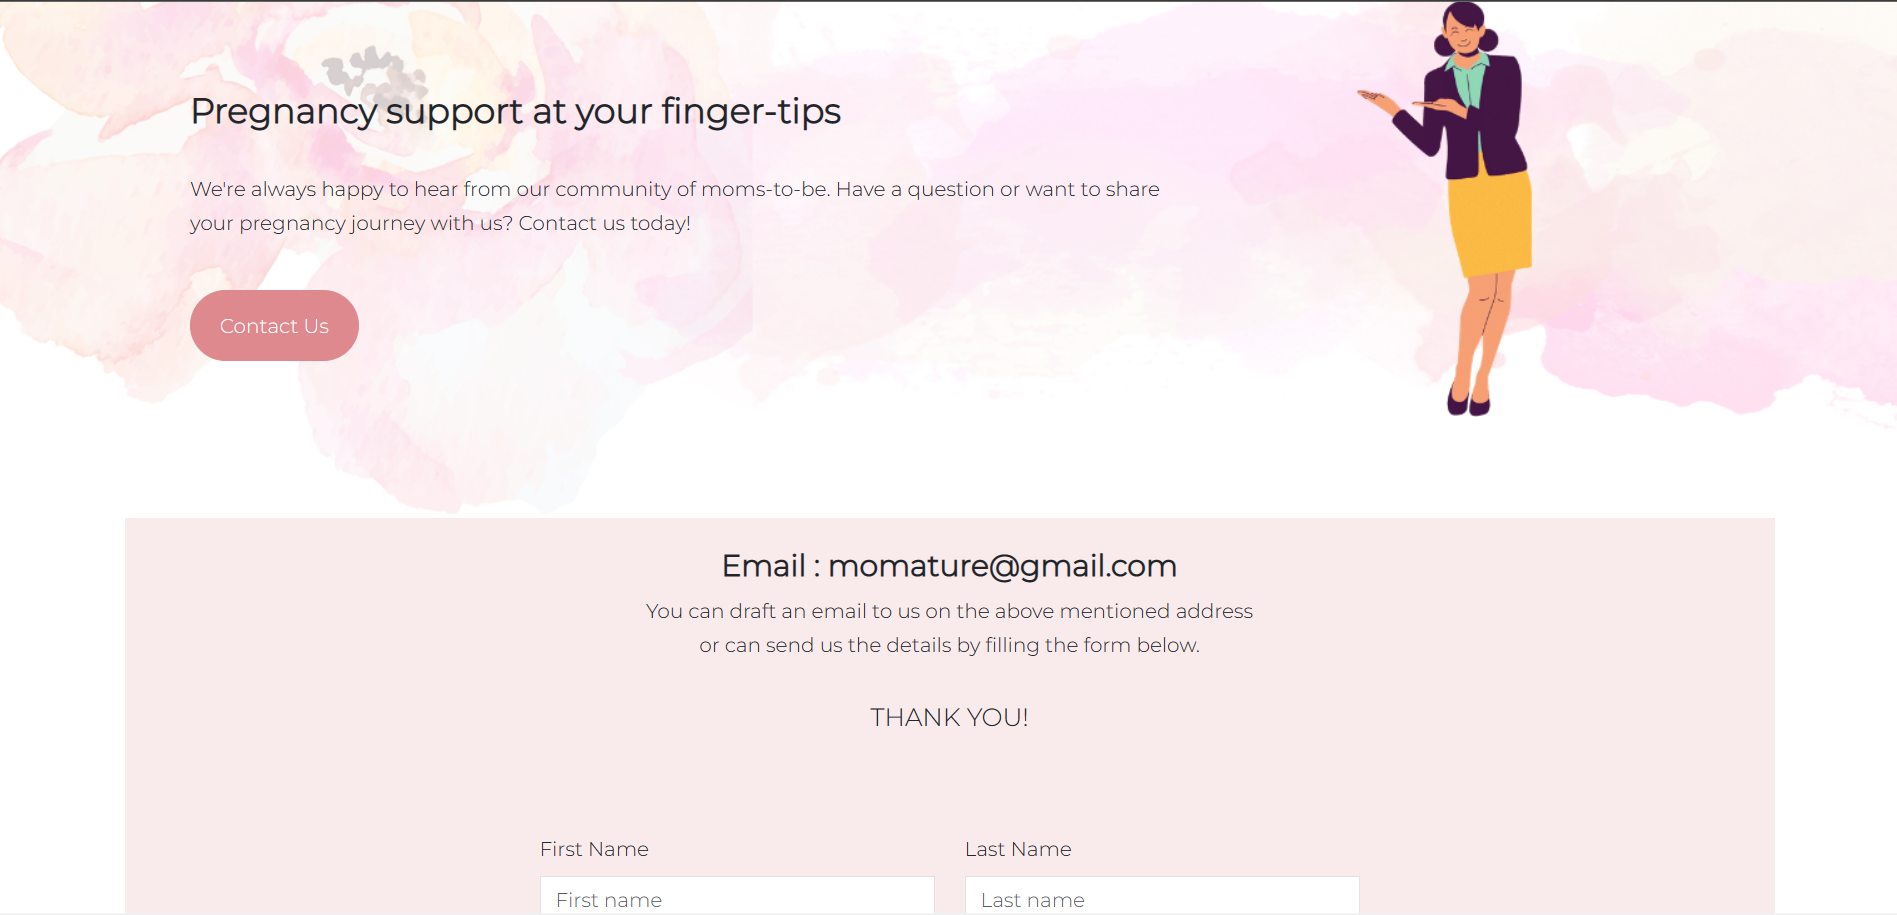 Pregnancy support at your finger-tips
We're always happy to hear from our community of moms-to-be. Have a question or want to share
your pregnancy journey with us? Contact us today!
Contact Us
Email : momature@gmail.com
You can draft an email to us on the above mentioned address
or can send us the details by filling the form below.
THANK YOU!
First Name
Last Name
First name
Last name